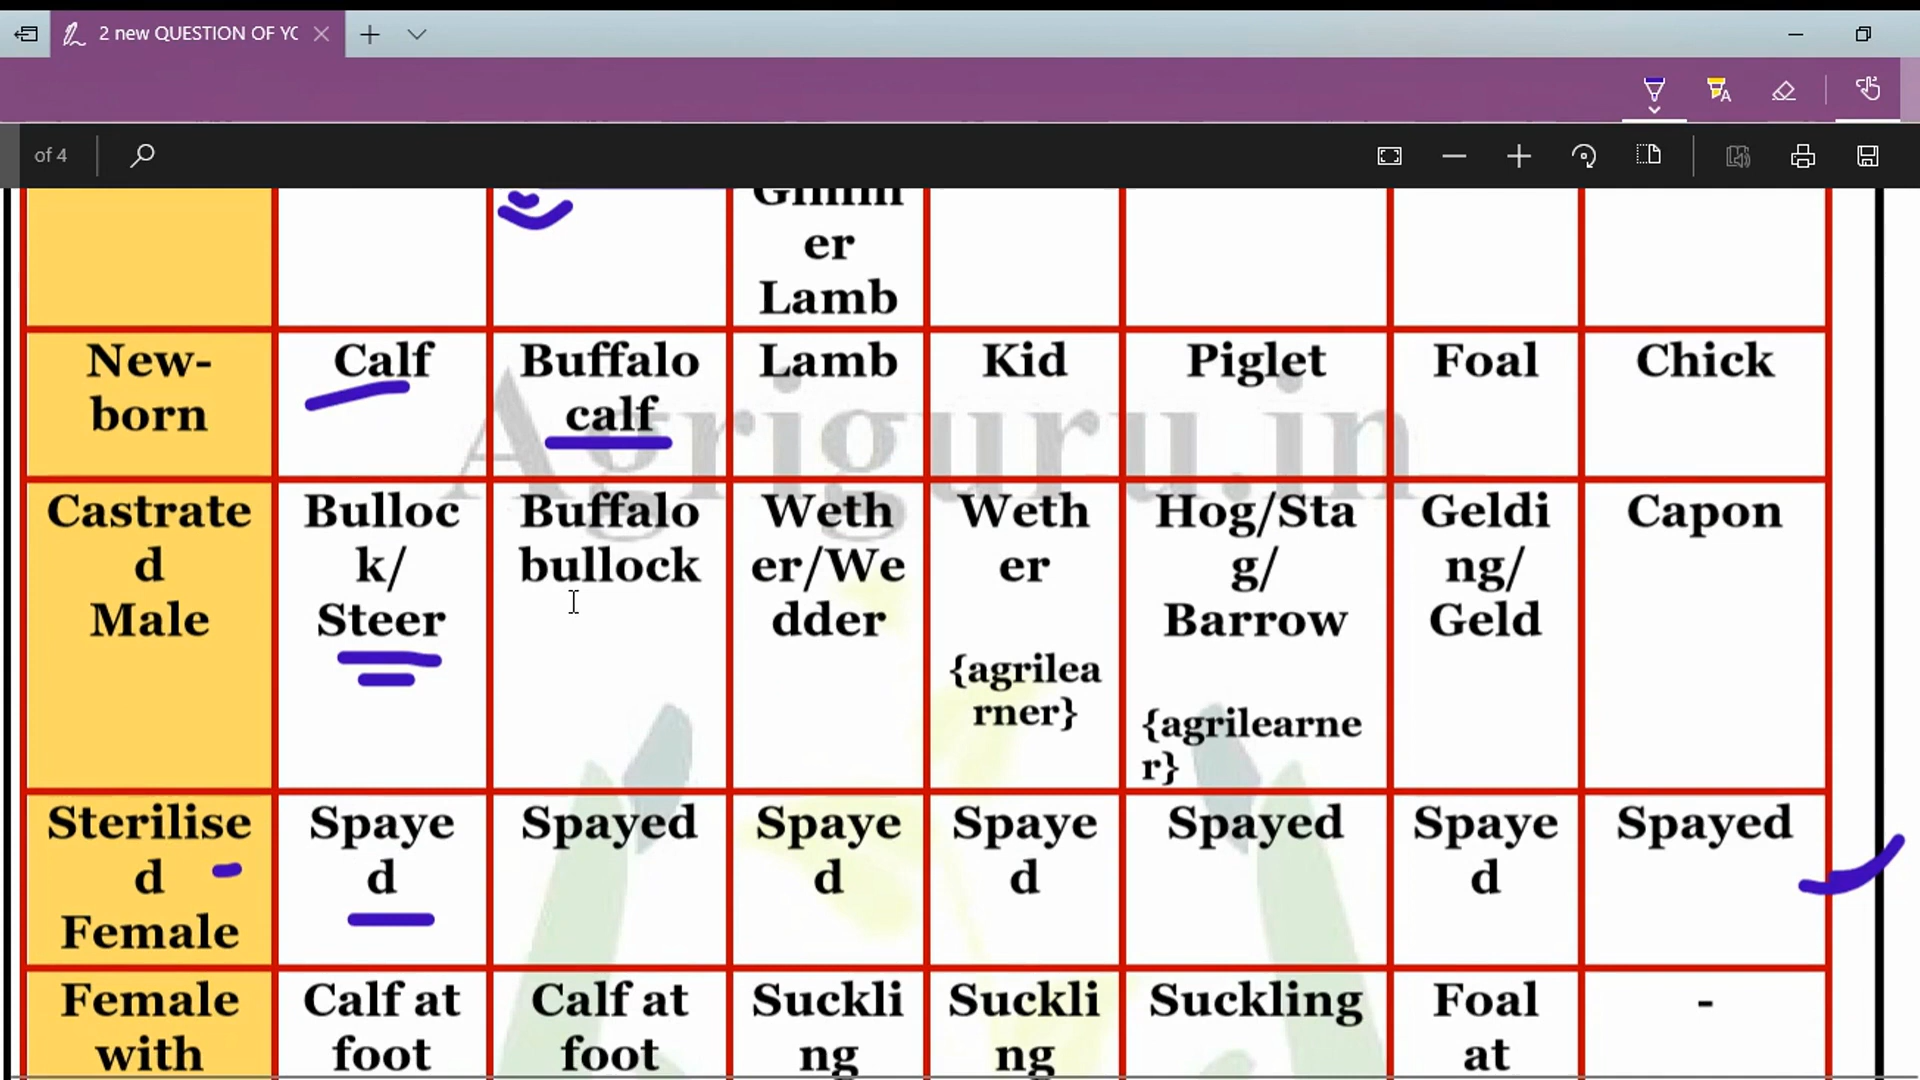 2 new QUESTION OF YO
of 4
Gimm
er
Lamb
New-
born
Calf
Buffalo
calf
Lamb
Kid
Piglet
Foal
Chick
Castrate
d
Male
Bulloc
k/
Steer
Buffalo
bullock
Weth
er/We
dder
Weth
er
{agrilea
rner}
Hog/Sta
g/
Barrow
{agrilearne
r}
Geldi
ng/
Geld
Capon
Sterilise
d
Female
Spaye
d
Spayed
Spaye
d
Spaye
d
Spayed
Spaye
d
Spayed
Female
with
Calf at
foot
Calf at
foot
Suckli
ng
Suckli
ng
Suckling
Foal
at
-
Agriguru.in